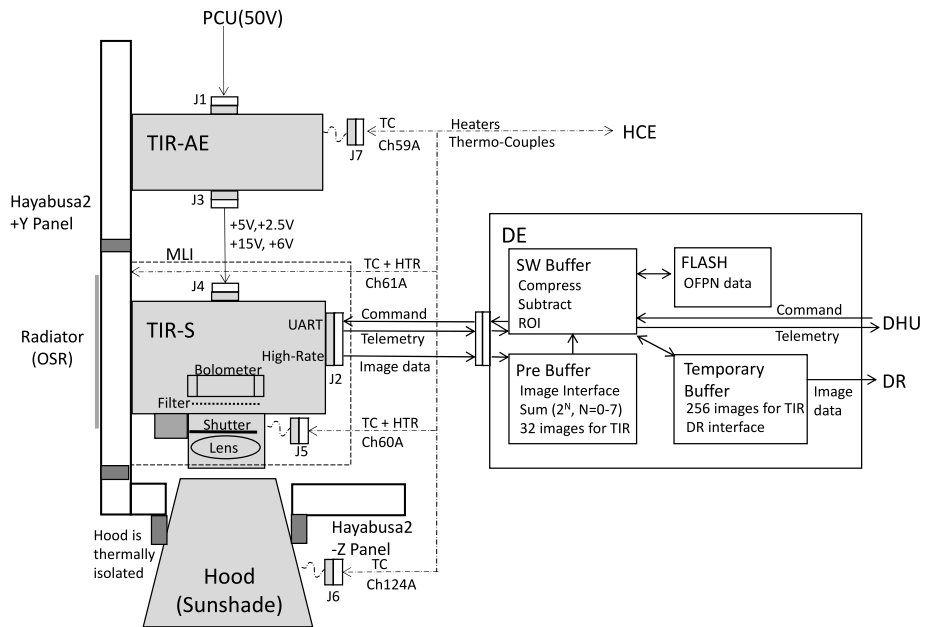 PCU(50V)
J1
TIR-AE
TC
Ch59A
J7
Heaters
Thermo-Couples
HCE
J3
Hayabusa2
+Y Panel
+5V,+2.5V
+15V, +6V
MLI
TC + HTR
Ch61A
J4
Radiator
(OSR)
TIR-S
UART
High-Rate
J2
Bolometer
Filter
Shutter
Lens
J5
TC + HTR
Ch60A
Command
Telemetry
Image data
DE
SW Buffer
Compress
Subtract
ROI
FLASH
OFPN data
Command
Telemetry
DHU
Pre Buffer
Image Interface
Sum (2ᴺ, N=0-7)
32 images for TIR
Temporary
Buffer
256 images for TIR
DR interface
Image
data
DR
Hood is
thermally
isolated
Hayabusa2
-Z Panel
Hood
(Sunshade)
TC
Ch124A
J6